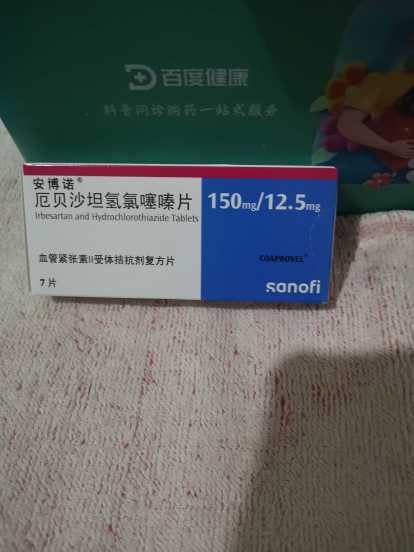 百度健康
科普问诊购药一站式服务
安博诺®
厄贝沙坦氢氯噻嗪片
Irbesartan and Hydrochlorothiazide Tablets
150mg/12.5mg
血管紧张素II受体拮抗剂复方片
COAPROVEL®
7片
sanofi